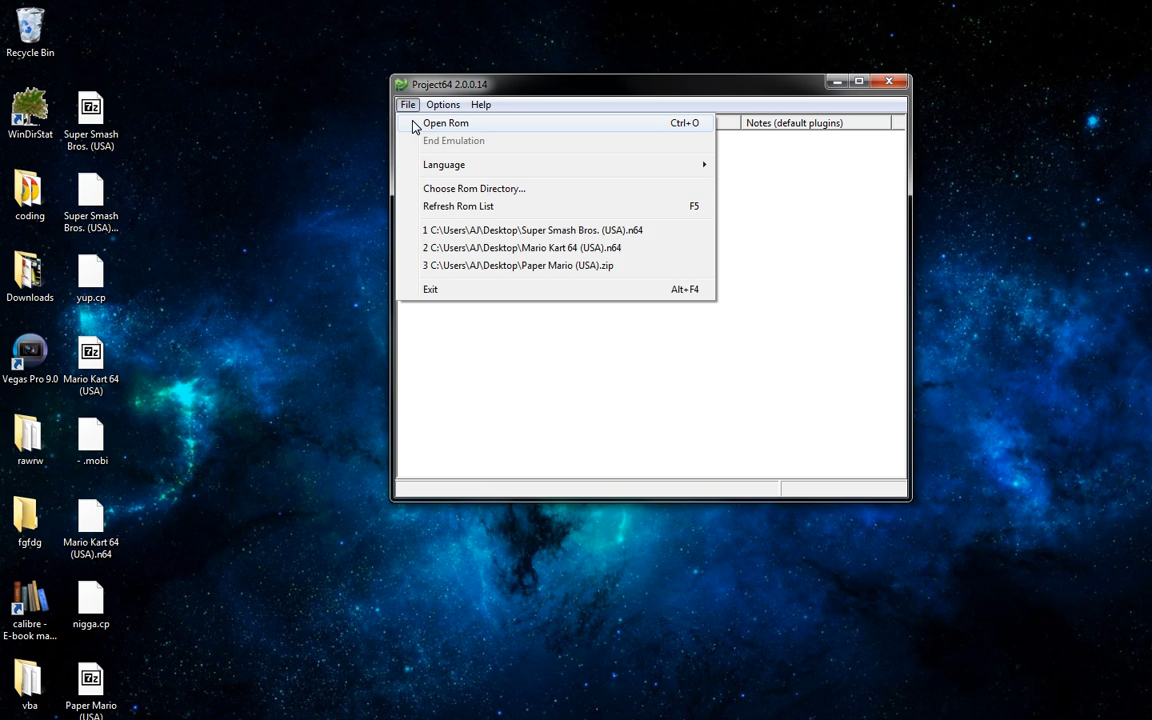 Recycle Bin
WinDirStat
Super Smash
Bros. (USA)
coding
Super Smash
Bros. (USA)...
Downloads
yup.cp
Vegas Pro 9.0
Mario Kart 64
(USA)
rawrw
- .mobi
fgfdg
Mario Kart 64
(USA).n64
calibre -
E-book ma...
nigga.cp
vba
Paper Mario
(USA)
7z
7z
7z
Project64 2.0.0.14
File Options Help
Notes (default plugins)
Open Rom Ctrl+O
End Emulation
Language
Choose Rom Directory...
Refresh Rom List F5
1 C:\Users\AJ\Desktop\Super Smash Bros. (USA).n64
2 C:\Users\AJ\Desktop\Mario Kart 64 (USA).n64
3 C:\Users\AJ\Desktop\Paper Mario (USA).zip
Exit Alt+F4